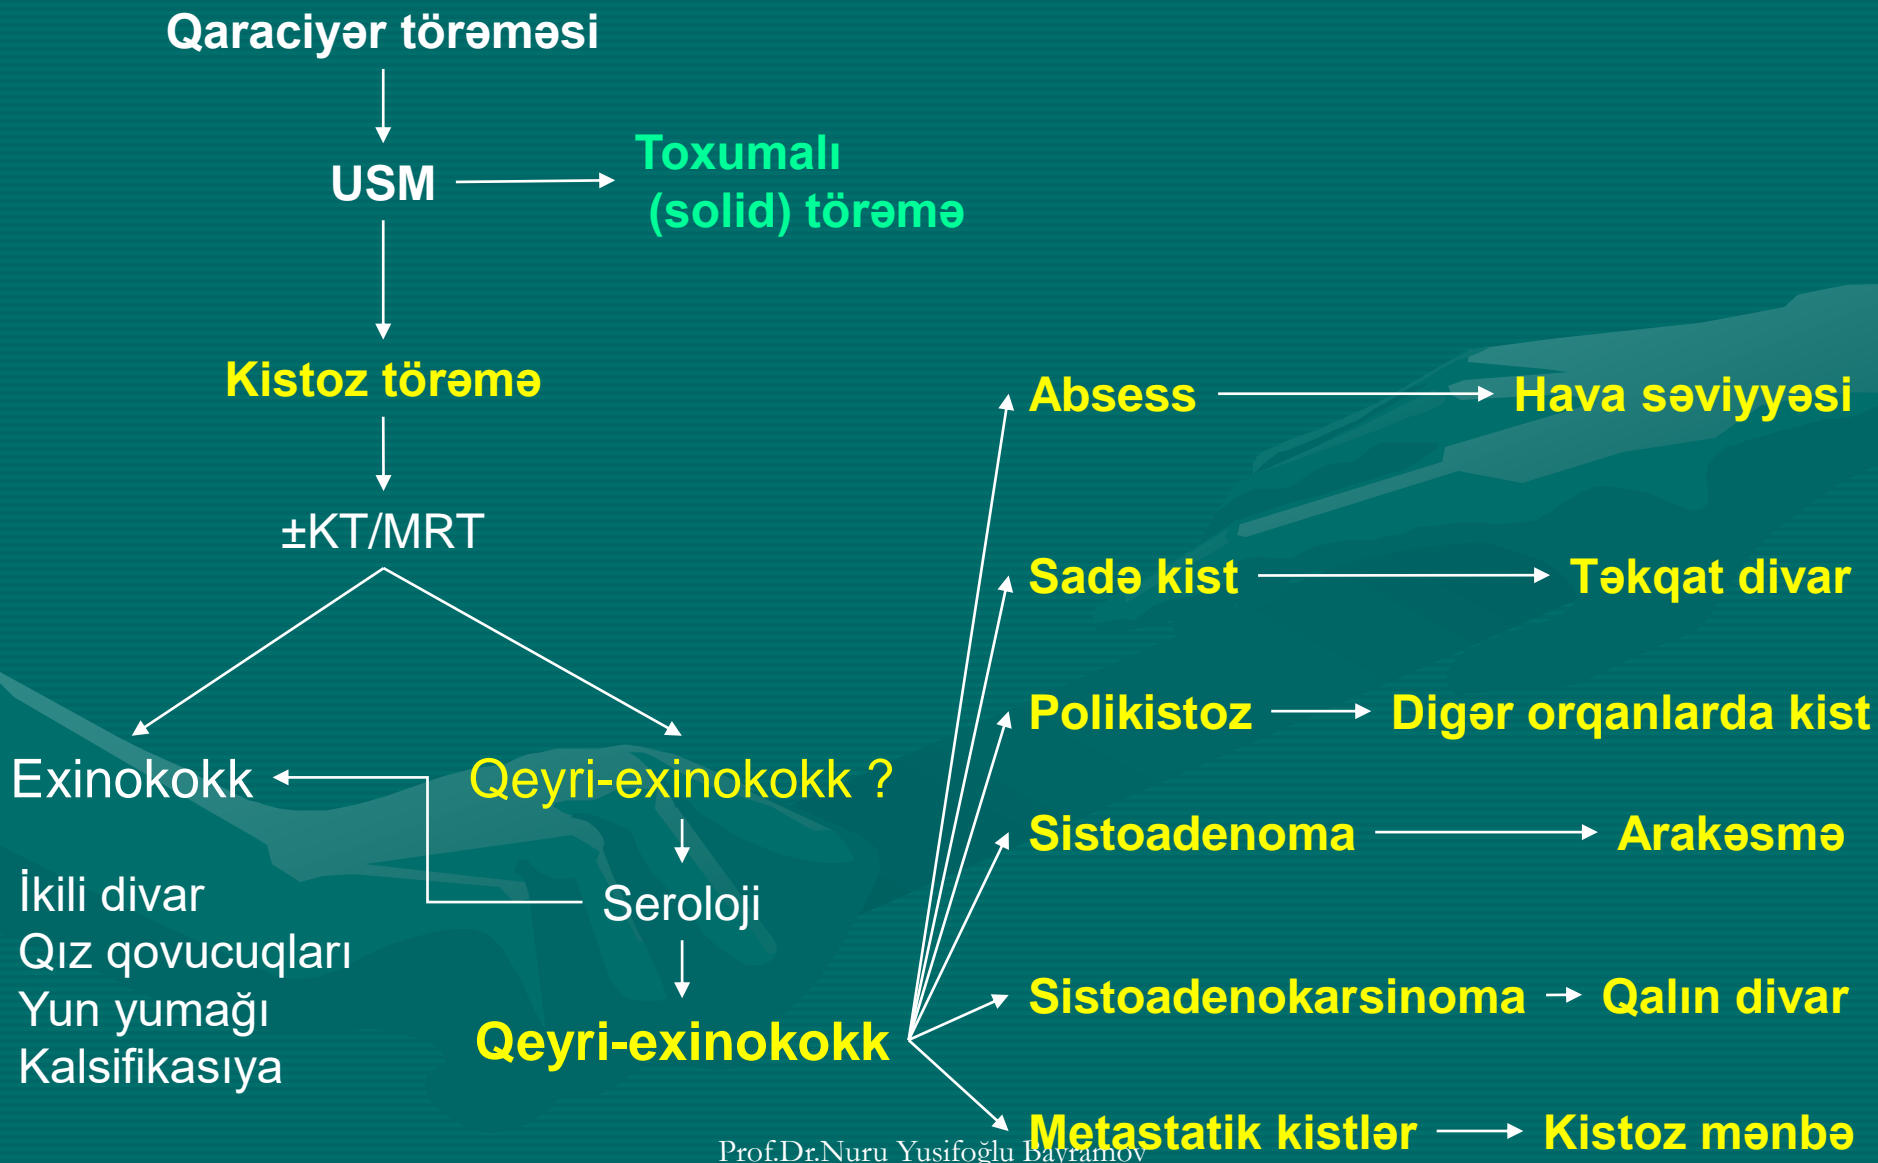 Qaraciyər törəməsi
USM
Toxumalı
(solid) törəmə
Kistoz törəmə
±KT/MRT
Exinokokk
Qeyri-exinokokk ?
İkili divar
Qız qovucuqları
Yun yumağı
Kalsifikasıya
Seroloji
Qeyri-exinokokk
Absess
Hava səviyyəsi
Sadə kist
Təkqat divar
Polikistoz
Digər orqanlarda kist
Sistoadenoma
Arakəsmə
Sistoadenokarsinoma
Qalın divar
Metastatik kistlər
Kistoz mənbə
Prof.Dr.Nuru Yusifoğlu Bayramov